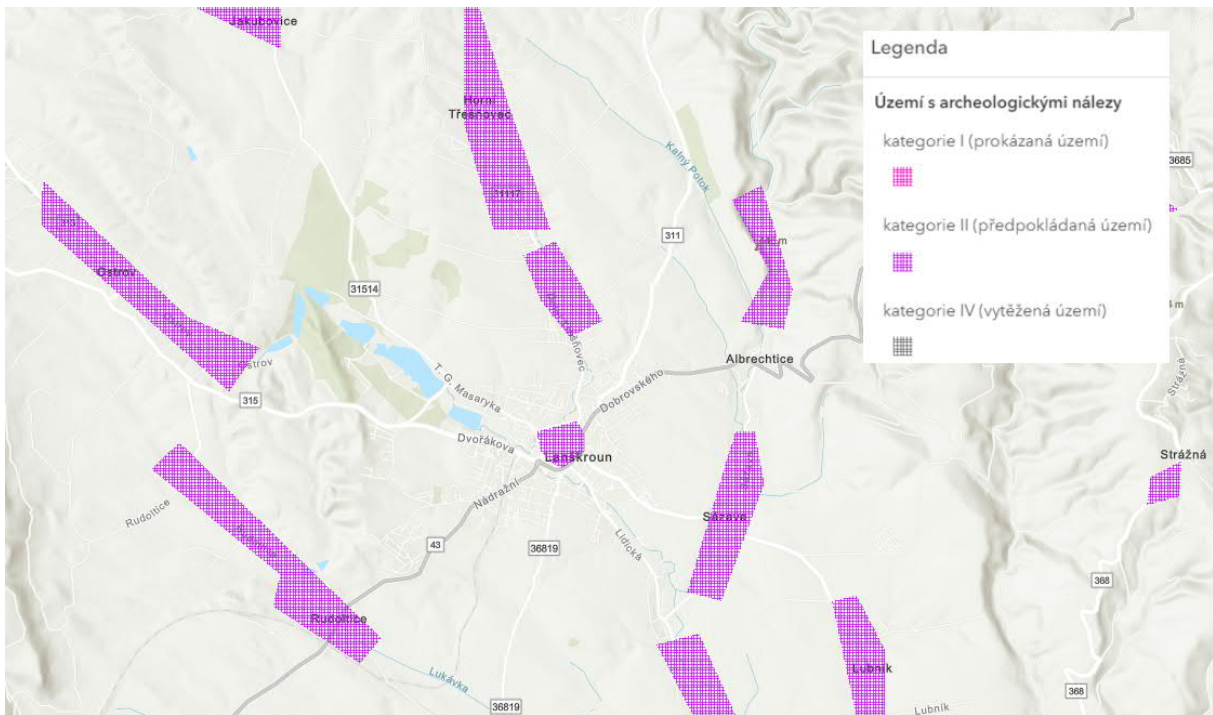 Jakubovice
Horní
Třešňovec
31117
Kalný Potok
313
Ostrov
311
31514
Ostrov
315
T. G. Masaryka
Dvořákova
Dobrovského
Albrechtice
Lanškroun
Nádražní
Rudoltice
43
36819
Lidická
Sázava
Rudoltice
Lukávka
36819
Lubník
Lubník
368
368
Strážná
Strážná
3685
Legenda
Území s archeologickými nálezy
kategorie I (prokázaná území)
kategorie II (předpokládaná území)
kategorie IV (vytěžená území)